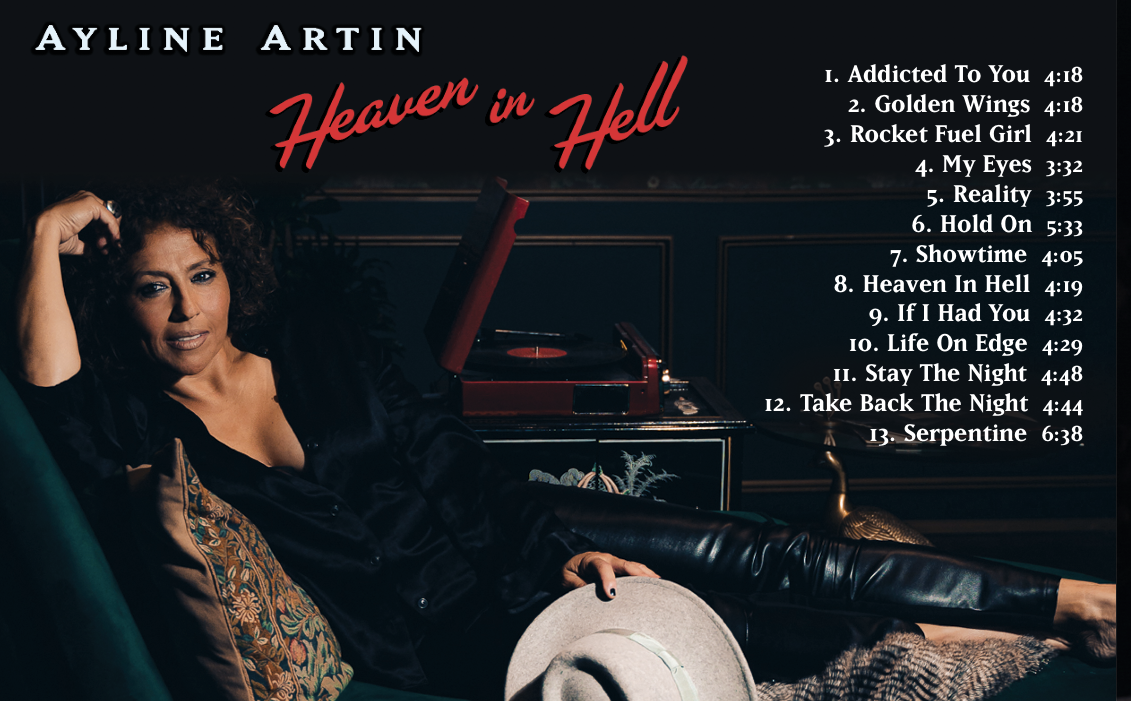 AYLINE ARTIN
Heaven in Hell
1. Addicted To You 4:18
2. Golden Wings 4:18
3. Rocket Fuel Girl 4:21
4. My Eyes 3:32
5. Reality 3:55
6. Hold On 5:33
7. Showtime 4:05
8. Heaven In Hell 4:19
9. If I Had You 4:32
10. Life On Edge 4:29
11. Stay The Night 4:48
12. Take Back The Night 4:44
13. Serpentine 6:38